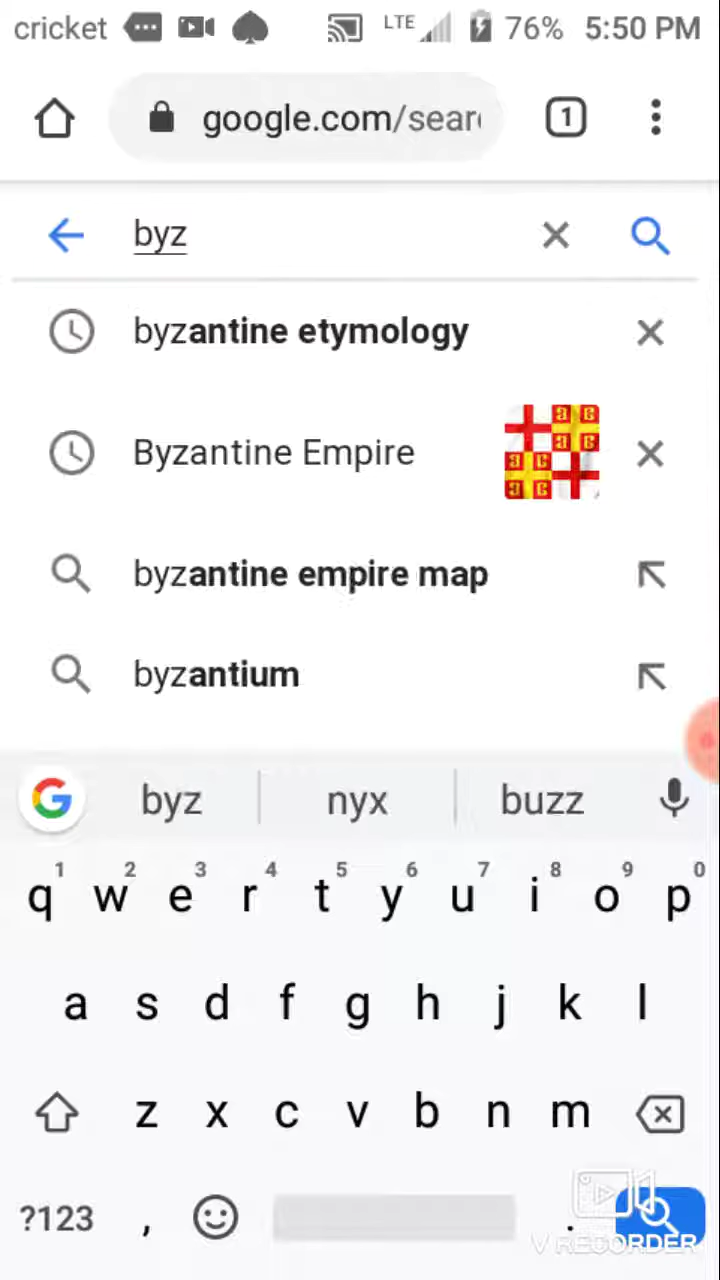 cricket LTE 76% 5:50 PM
google.com/sear
1
byz
byzantine etymology
Byzantine Empire
byzantine empire map
byzantium
G byz nyx buzz
1 2 3 4 5 6 7 8 9 0
q w e r t y u i o p
a s d f g h j k l
z x c v b n m
?123 , .
V RECORDER